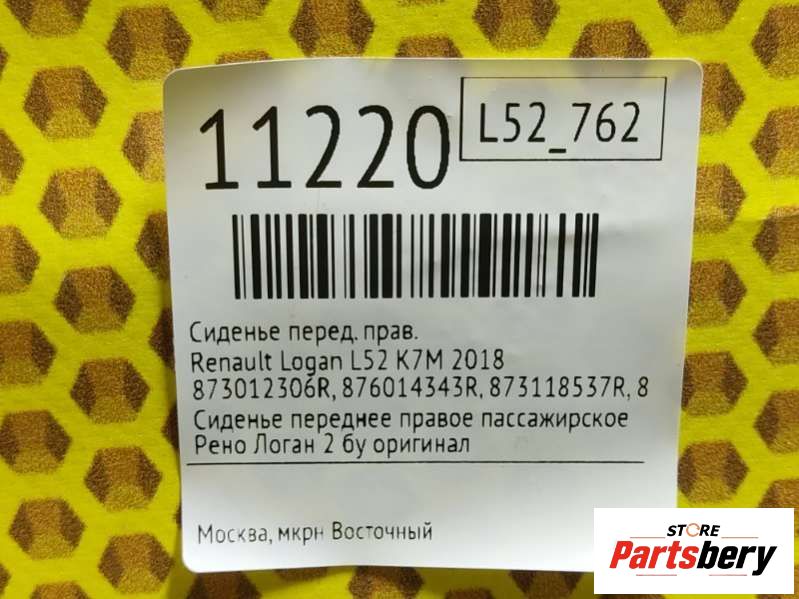 11220
L52_762
Сиденье перед. прав.
Renault Logan L52 K7M 2018
873012306R, 876014343R, 873118537R, 8
Сиденье переднее правое пассажирское
Рено Логан 2 бу оригинал
Москва, мкрн Восточный
STORE
Partsbery